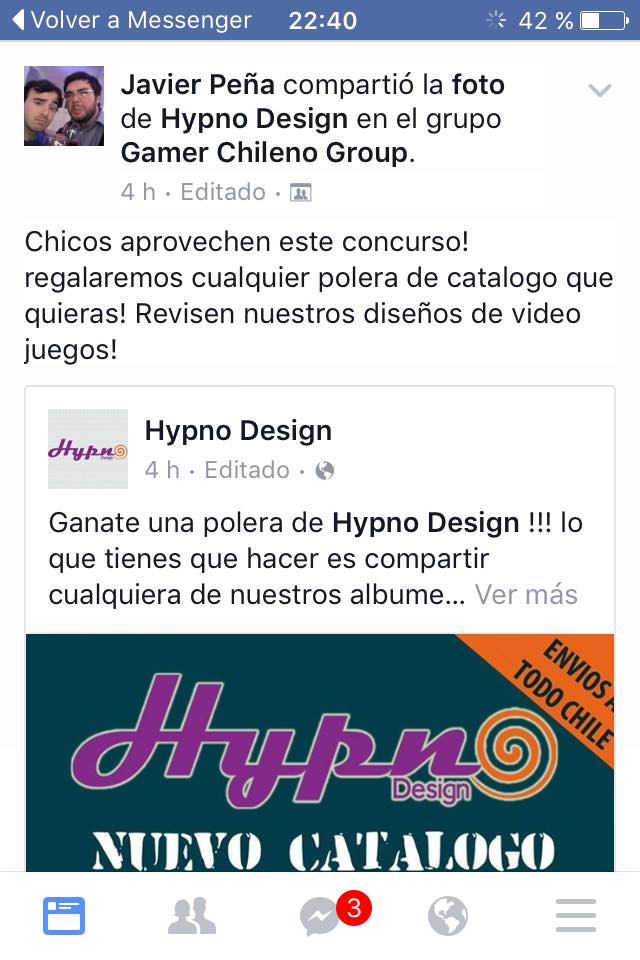 Volver a Messenger 22:40 42 %
Javier Peña compartió la foto
de Hypno Design en el grupo
Gamer Chileno Group.
4 h · Editado ·
Chicos aprovechen este concurso!
regalaremos cualquier polera de catalogo que
quieras! Revisen nuestros diseños de video
juegos!
Hypno
Design
Hypno Design
4 h · Editado ·
Ganate una polera de Hypno Design !!! lo
que tienes que hacer es compartir
cualquiera de nuestros albume... Ver más
ENVIOS A
TODO CHILE
Hypno
Design
NUEVO CATALOGO
3